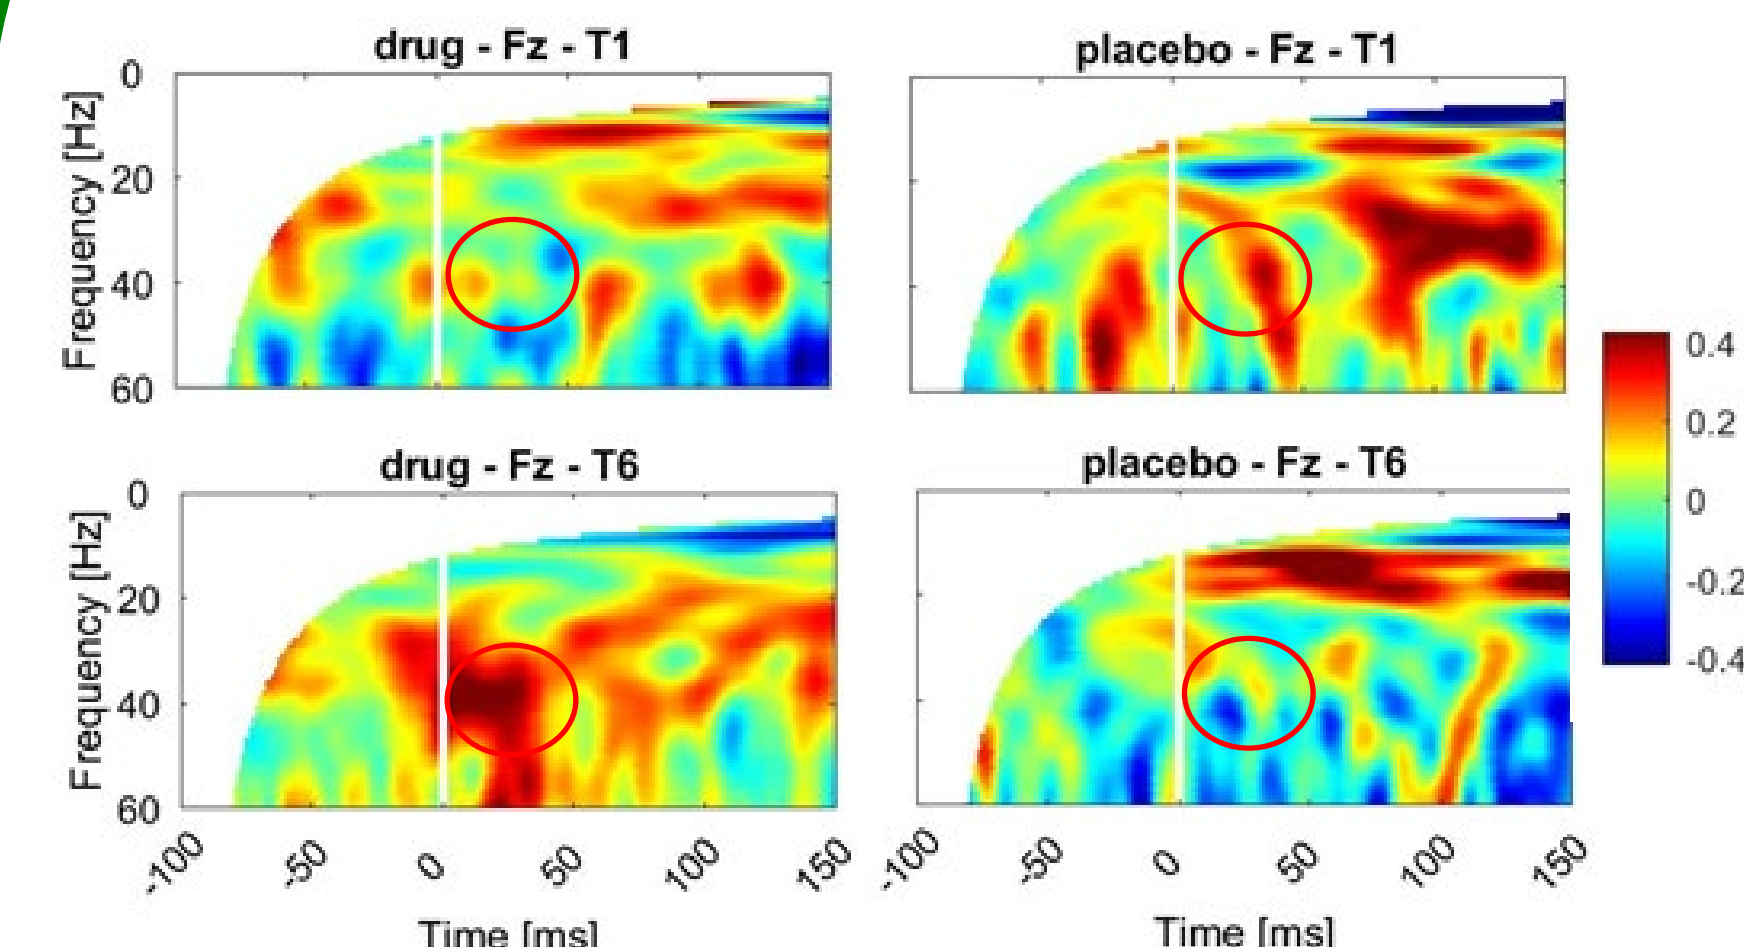 drug - Fz - T1
placebo - Fz - T1
Frequency [Hz]
0
20
40
60
drug - Fz - T6
placebo - Fz - T6
Frequency [Hz]
0
20
40
60
0.4
0.2
0
-0.2
-0.4
-100 -50 0 50 100 150
-100 -50 0 50 100 150
Time [ms]
Time [ms]